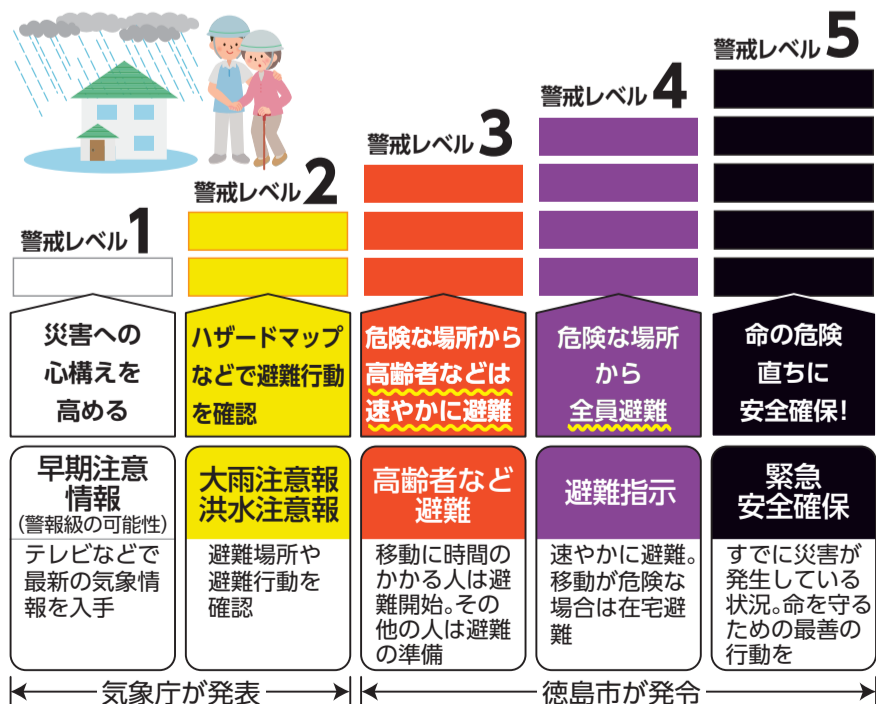 警戒レベル1
災害への
心構えを
高める
早期注意
情報
(警報級の可能性)
テレビなどで
最新の気象情
報を入手
警戒レベル2
ハザードマップ
などで避難行動
を確認
大雨注意報
洪水注意報
避難場所や
避難行動を
確認
警戒レベル3
危険な場所から
高齢者などは
速やかに避難
高齢者など
避難
移動に時間の
かかる人は避
難開始。その
他の人は避難
の準備
警戒レベル4
危険な場所
から
全員避難
避難指示
速やかに避難。
移動が危険な
場合は在宅避
難
警戒レベル5
命の危険
直ちに
安全確保!
緊急
安全確保
すでに災害が
発生している
状況。命を守る
ための最善の
行動を
気象庁が発表
徳島市が発令